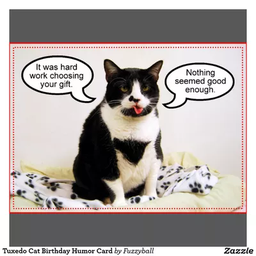 It was hard
work choosing
your gift.
Nothing
seemed good
enough.
Tuxedo Cat Birthday Humor Card by Fuzzyball
Zazzle